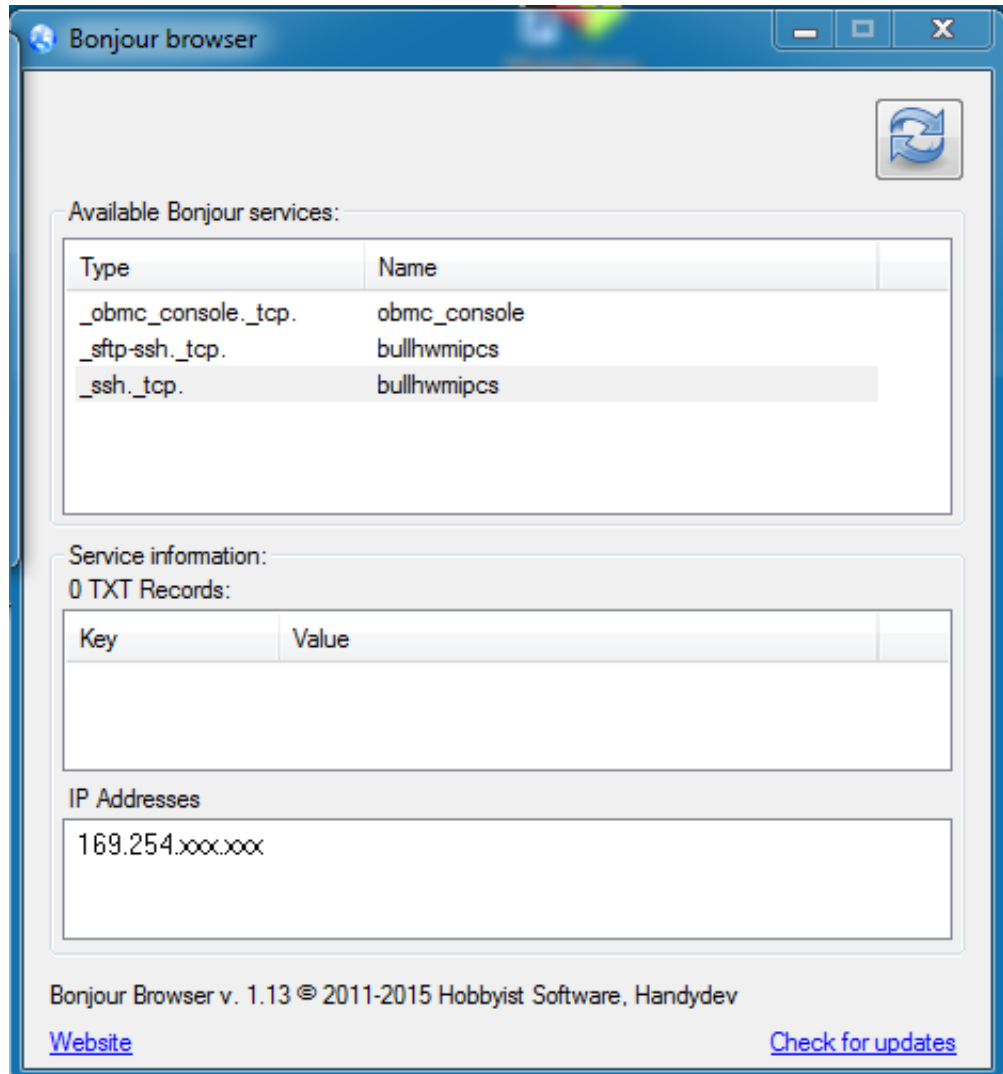 Bonjour browser
Available Bonjour services:
Type Name
_obmc_console._tcp. obmc_console
_sftp-ssh._tcp. bullhwmipcs
_ssh._tcp. bullhwmipcs
Service information:
0 TXT Records:
Key Value
IP Addresses
169.254.xxx.xxx
Bonjour Browser v. 1.13 © 2011-2015 Hobbyist Software, Handydev
Website Check for updates